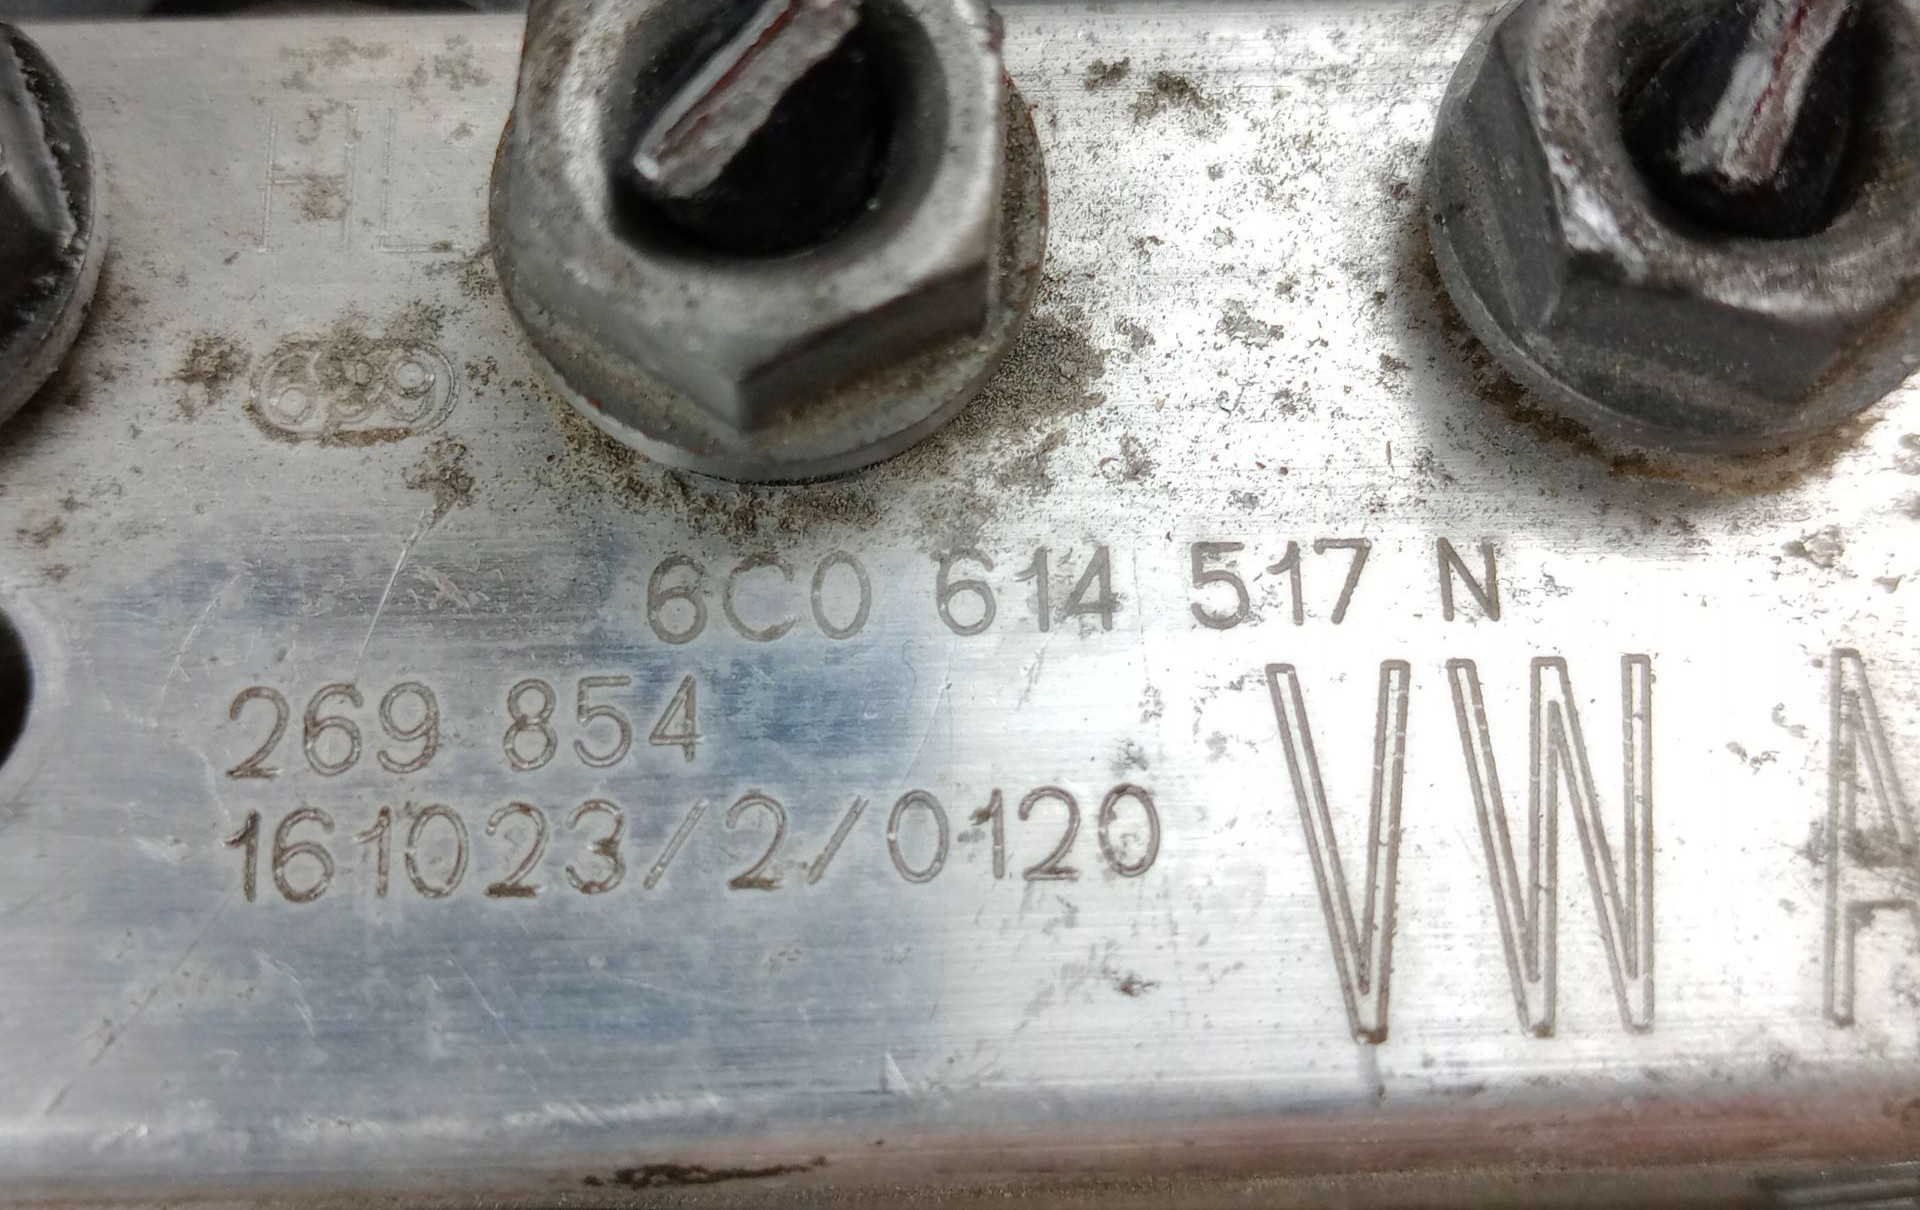 HL
6C0 614 517 N
269 854
161023/2/0120
VW A